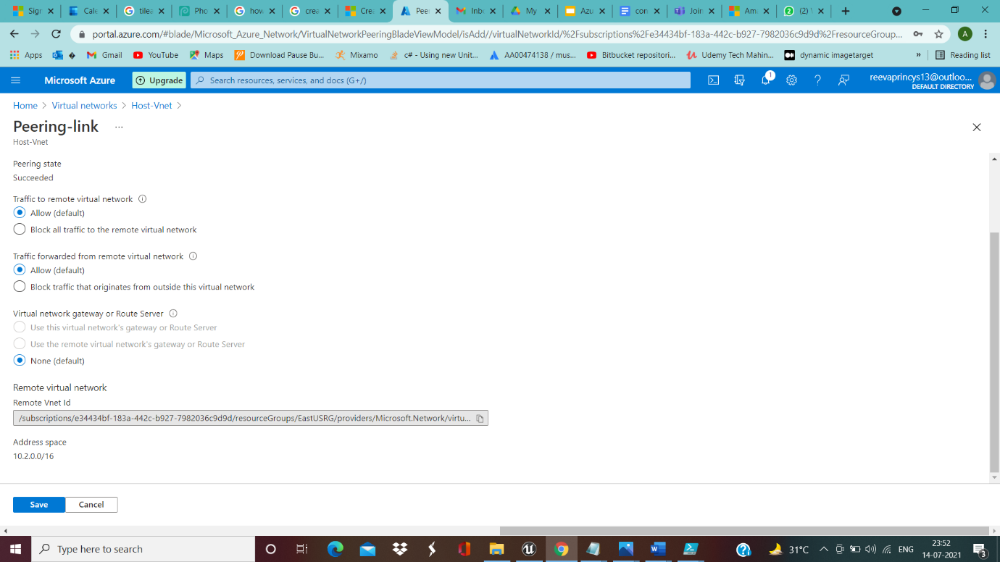 Sign
Cale
tilea
Pho
how
crea
Crea
Peer
Inbo
My
Azu
cori
Join
Ama
(2)
portal.azure.com/#blade/Microsoft_Azure_Network/VirtualNetworkPeeringBladeViewModel/isAdd//virtualNetworkId/%2Fsubscriptions%2Fe34434bf-183a-442c-b927-7982036c9d9d%2FresourceGroup...
A
Apps
Gmail
YouTube
Maps
Download Pause Bu...
Mixamo
c# - Using new Unit...
AA00474138 / mus...
Bitbucket repositori...
Udemy Tech Mahin...
dynamic imagetarget
»
Reading list
Microsoft Azure
Upgrade
Search resources, services, and docs (G+/)
1
reevaprincys13@outloo...
DEFAULT DIRECTORY
Home > Virtual networks > Host-Vnet >
Peering-link ...
Host-Vnet
Peering state
Succeeded
Traffic to remote virtual network
Allow (default)
Block all traffic to the remote virtual network
Traffic forwarded from remote virtual network
Allow (default)
Block traffic that originates from outside this virtual network
Virtual network gateway or Route Server
Use this virtual network's gateway or Route Server
Use the remote virtual network's gateway or Route Server
None (default)
Remote virtual network
Remote Vnet Id
/subscriptions/e34434bf-183a-442c-b927-7982036c9d9d/resourceGroups/EastUSRG/providers/Microsoft.Network/virtu...
Address space
10.2.0.0/16
Save
Cancel
Type here to search
31°C
ENG
23:52
14-07-2021
3